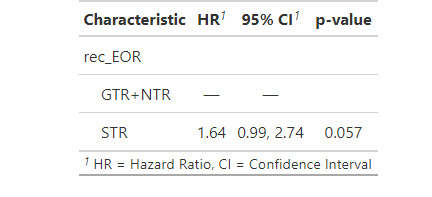 Characteristic HR1 95% CI1 p-value
rec_EOR
GTR+NTR — —
STR 1.64 0.99, 2.74 0.057
1 HR = Hazard Ratio, CI = Confidence Interval